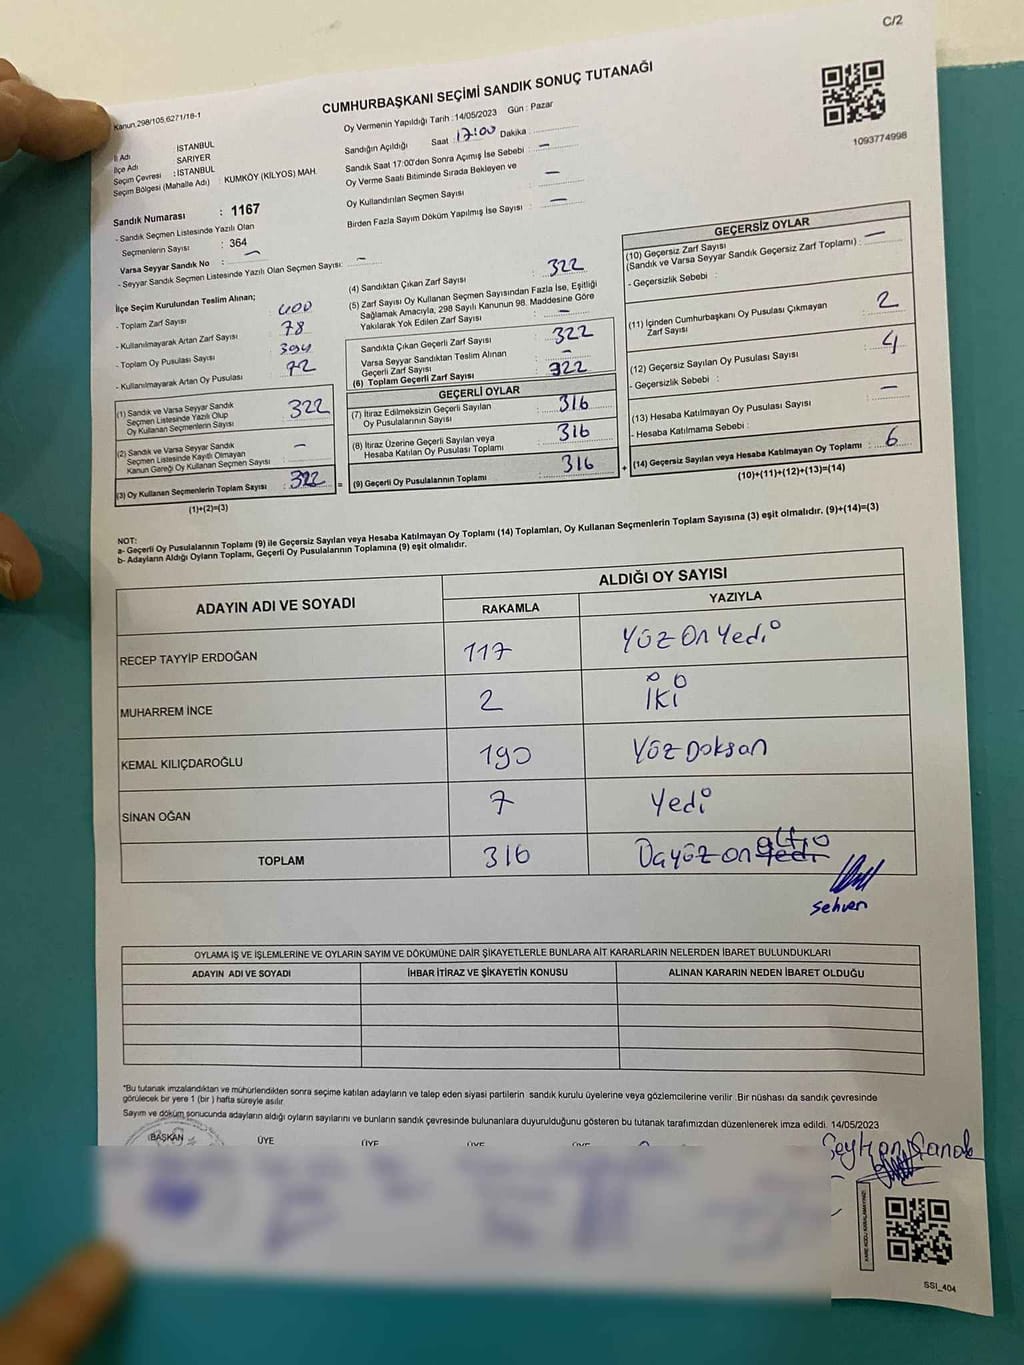 C/2
Kanun.298/105,6271/18-1
CUMHURBAŞKANI SEÇİMİ SANDIK SONUÇ TUTANAĞI
1093774998
İl Adı : İSTANBUL
İlçe Adı : SARIYER
Seçim Çevresi : İSTANBUL
Seçim Bölgesi (Mahalle Adı) : KUMKÖY (KİLYOS) MAH.
Sandık Numarası : 1167
- Sandık Seçmen Listesinde Yazılı Olan
Seçmenlerin Sayısı : 364
Varsa Seyyar Sandık No : -
- Seyyar Sandık Seçmen Listesinde Yazılı Olan Seçmen Sayısı: -
Oy Vermenin Yapıldığı Tarih : 14/05/2023 Gün : Pazar
Sandığın Açıldığı Saat 17:00 Dakika :
Sandık Saat 17:00'den Sonra Açımış İse Sebebi : -
Oy Verme Saati Bitiminde Sırada Bekleyen ve
Oy Kullandırılan Seçmen Sayısı : -
Birden Fazla Sayım Döküm Yapılmış İse Sayısı : -
İlçe Seçim Kurulundan Teslim Alınan;
- Toplam Zarf Sayısı : 400
- Kullanılmayarak Artan Zarf Sayısı : 78
- Toplam Oy Pusulası Sayısı : 394
- Kullanılmayarak Artan Oy Pusulası : 72
(1) Sandık ve Varsa Seyyar Sandık
Seçmen Listesinde Yazılı Olup
Oy Kullanan Seçmenlerin Sayısı : 322
(2) Sandık ve Varsa Seyyar Sandık
Seçmen Listesinde Kayıtlı Olmayan
Kanun Gereği Oy Kullanan Seçmen Sayısı : -
(3) Oy Kullanan Seçmenlerin Toplam Sayısı : 322
(1)+(2)=(3)
(4) Sandıktan Çıkan Zarf Sayısı : 322
(5) Zarf Sayısı Oy Kullanan Seçmen Sayısından Fazla İse, Eşitliği
Sağlamak Amacıyla, 298 Sayılı Kanunun 98. Maddesine Göre
Yakılarak Yok Edilen Zarf Sayısı : -
Sandıkta Çıkan Geçerli Zarf Sayısı : 322
Varsa Seyyar Sandıktan Teslim Alınan
Geçerli Zarf Sayısı : -
(6) Toplam Geçerli Zarf Sayısı : 322
GEÇERLİ OYLAR
(7) İtiraz Edilmeksizin Geçerli Sayılan
Oy Pusulalarının Sayısı : 316
(8) İtiraz Üzerine Geçerli Sayılan veya
Hesaba Katılan Oy Pusulası Toplamı : 316
= (9) Geçerli Oy Pusulalarının Toplamı : 316
GEÇERSİZ OYLAR
(10) Geçersiz Zarf Sayısı
(Sandık ve Varsa Seyyar Sandık Geçersiz Zarf Toplamı) : -
- Geçersizlik Sebebi :
(11) İçinden Cumhurbaşkanı Oy Pusulası Çıkmayan
Zarf Sayısı : 2
(12) Geçersiz Sayılan Oy Pusulası Sayısı : 4
- Geçersizlik Sebebi :
(13) Hesaba Katılmayan Oy Pusulası Sayısı : -
- Hesaba Katılmama Sebebi :
+ (14) Geçersiz Sayılan veya Hesaba Katılmayan Oy Toplamı : 6
(10)+(11)+(12)+(13)=(14)
NOT:
a- Geçerli Oy Pusulalarının Toplamı (9) ile Geçersiz Sayılan veya Hesaba Katılmayan Oy Toplamı (14) Toplamları, Oy Kullanan Seçmenlerin Toplam Sayısına (3) eşit olmalıdır. (9)+(14)=(3)
b- Adayların Aldığı Oyların Toplamı, Geçerli Oy Pusulalarının Toplamına (9) eşit olmalıdır.
ADAYIN ADI VE SOYADI ALDIĞI OY SAYISI
RAKAMLA YAZIYLA
RECEP TAYYİP ERDOĞAN 117 Yüz On Yedi
MUHARREM İNCE 2 İki
KEMAL KILIÇDAROĞLU 190 Yüz Doksan
SİNAN OĞAN 7 Yedi
TOPLAM 316 Üçyüz on yedi altı
sehven
OYLAMA İŞ VE İŞLEMLERİNE VE OYLARIN SAYIM VE DÖKÜMÜNE DAİR ŞİKAYETLERLE BUNLARA AİT KARARLARIN NELERDEN İBARET BULUNDUKLARI
ADAYIN ADI VE SOYADI İHBAR İTİRAZ VE ŞİKAYETİN KONUSU ALINAN KARARIN NEDEN İBARET OLDUĞU
*Bu tutanak imzalandıktan ve mühürlendikten sonra seçime katılan adayların ve talep eden siyasi partilerin sandık kurulu üyelerine veya gözlemcilerine verilir .Bir nüshası da sandık çevresinde
görülecek bir yere 1 (bir ) hafta süreyle asılır
Sayım ve döküm sonucunda adayların aldığı oyların sayılarını ve bunların sandık çevresinde bulunanlara duyurulduğunu gösteren bu tutanak tarafımızdan düzenlenerek imza edildi. 14/05/2023
BAŞKAN ÜYE ÜYE ÜYE
SSI_404